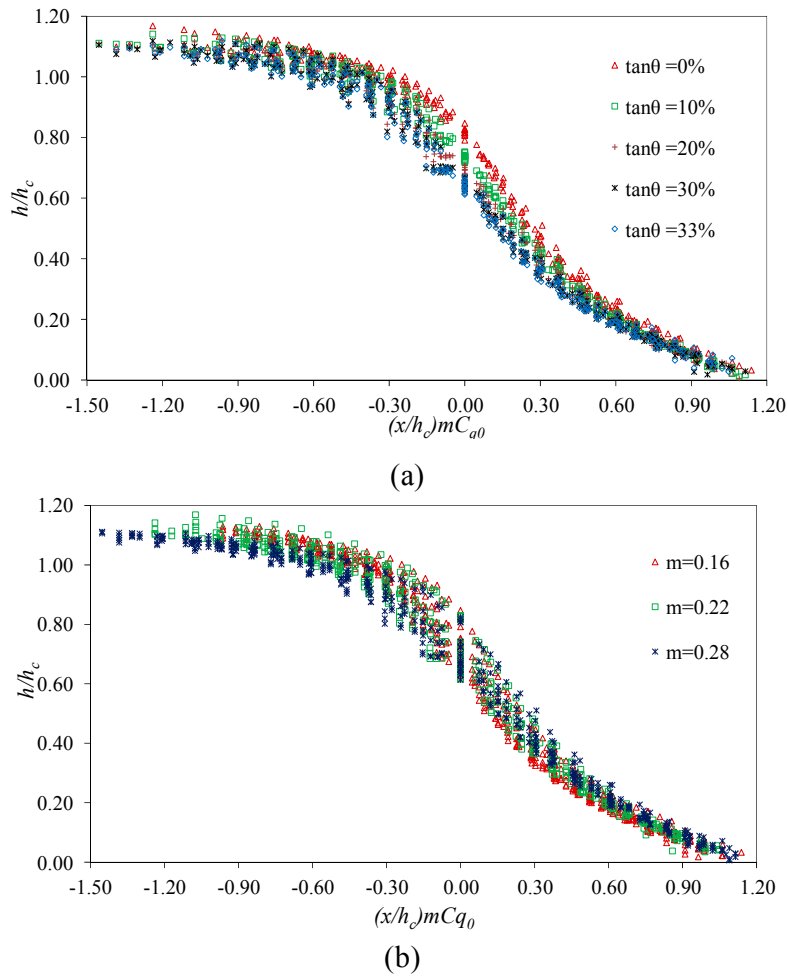 1.20
1.00
0.80
0.60
0.40
0.20
0.00
h/hc
tanθ =0%
tanθ =10%
tanθ =20%
tanθ =30%
tanθ =33%
-1.50 -1.20 -0.90 -0.60 -0.30 0.00 0.30 0.60 0.90 1.20
(x/hc)mCq0
(a)
1.20
1.00
0.80
0.60
0.40
0.20
0.00
h/hc
m=0.16
m=0.22
m=0.28
-1.50 -1.20 -0.90 -0.60 -0.30 0.00 0.30 0.60 0.90 1.20
(x/hc)mCq0
(b)